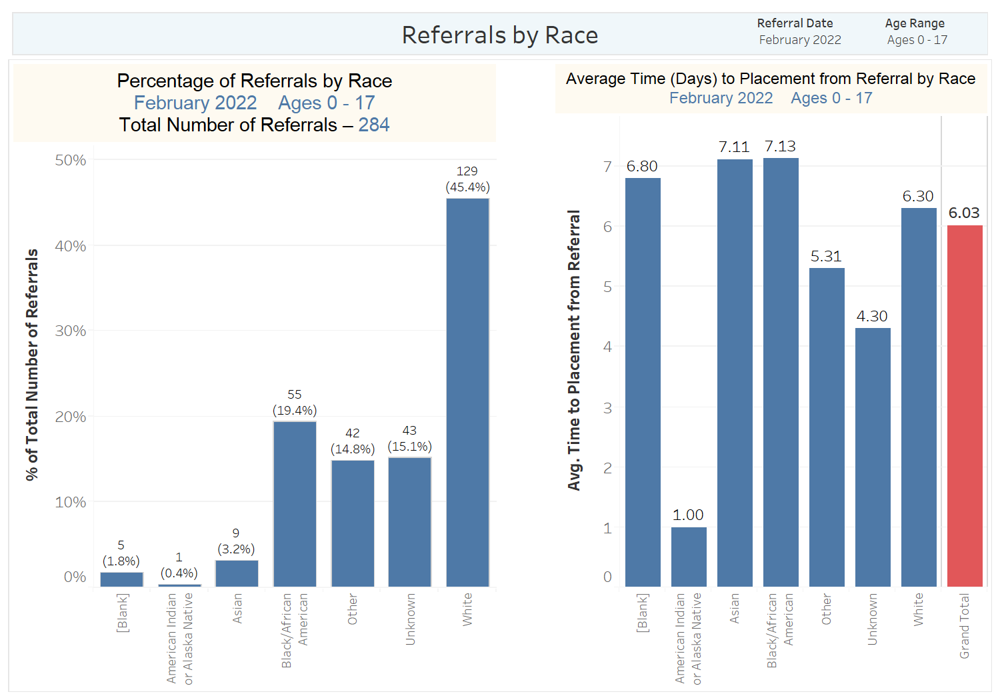 Referrals by Race
Referral Date
February 2022
Age Range
Ages 0 - 17
Percentage of Referrals by Race
February 2022 Ages 0 - 17
Total Number of Referrals – 284
% of Total Number of Referrals
50%
40%
30%
20%
10%
0%
5
(1.8%)
1
(0.4%)
9
(3.2%)
55
(19.4%)
42
(14.8%)
43
(15.1%)
129
(45.4%)
[Blank]
American Indian
or Alaska Native
Asian
Black/African
American
Other
Unknown
White
Average Time (Days) to Placement from Referral by Race
February 2022 Ages 0 - 17
Avg. Time to Placement from Referral
7
6
5
4
3
2
1
0
6.80
1.00
7.11
7.13
5.31
4.30
6.30
6.03
[Blank]
American Indian
or Alaska Native
Asian
Black/African
American
Other
Unknown
White
Grand Total